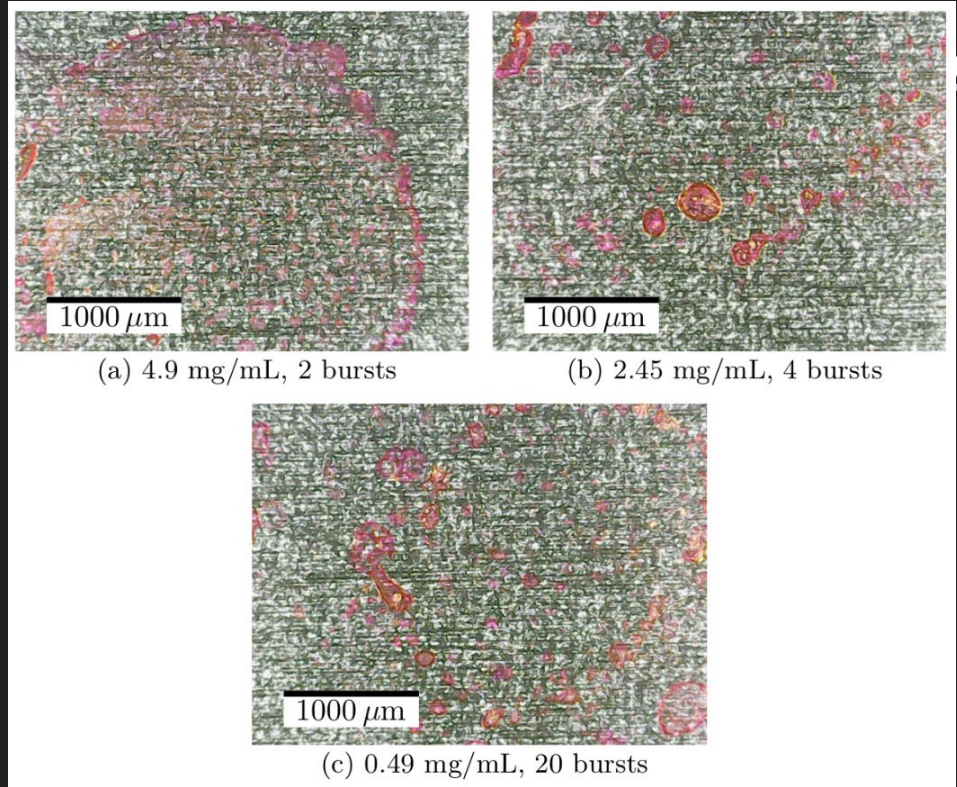 1000 μm
1000 μm
(a) 4.9 mg/mL, 2 bursts
(b) 2.45 mg/mL, 4 bursts
1000 μm
(c) 0.49 mg/mL, 20 bursts